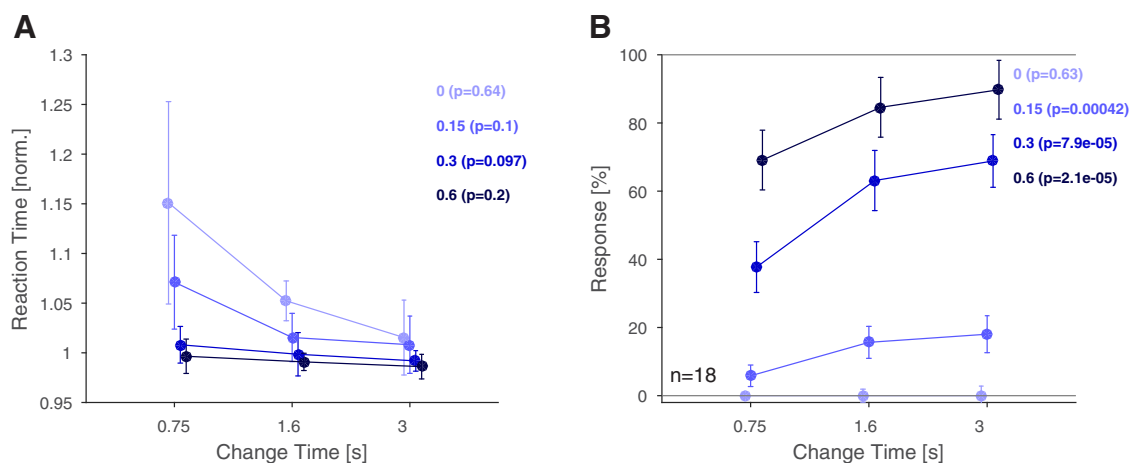 A
Reaction Time [norm.]
1.3
1.25
1.2
1.15
1.1
1.05
1
0.95
0 (p=0.64)
0.15 (p=0.1)
0.3 (p=0.097)
0.6 (p=0.2)
0.75
1.6
3
Change Time [s]
B
Response [%]
100
80
60
40
20
0
0 (p=0.63)
0.15 (p=0.00042)
0.3 (p=7.9e-05)
0.6 (p=2.1e-05)
n=18
0.75
1.6
3
Change Time [s]